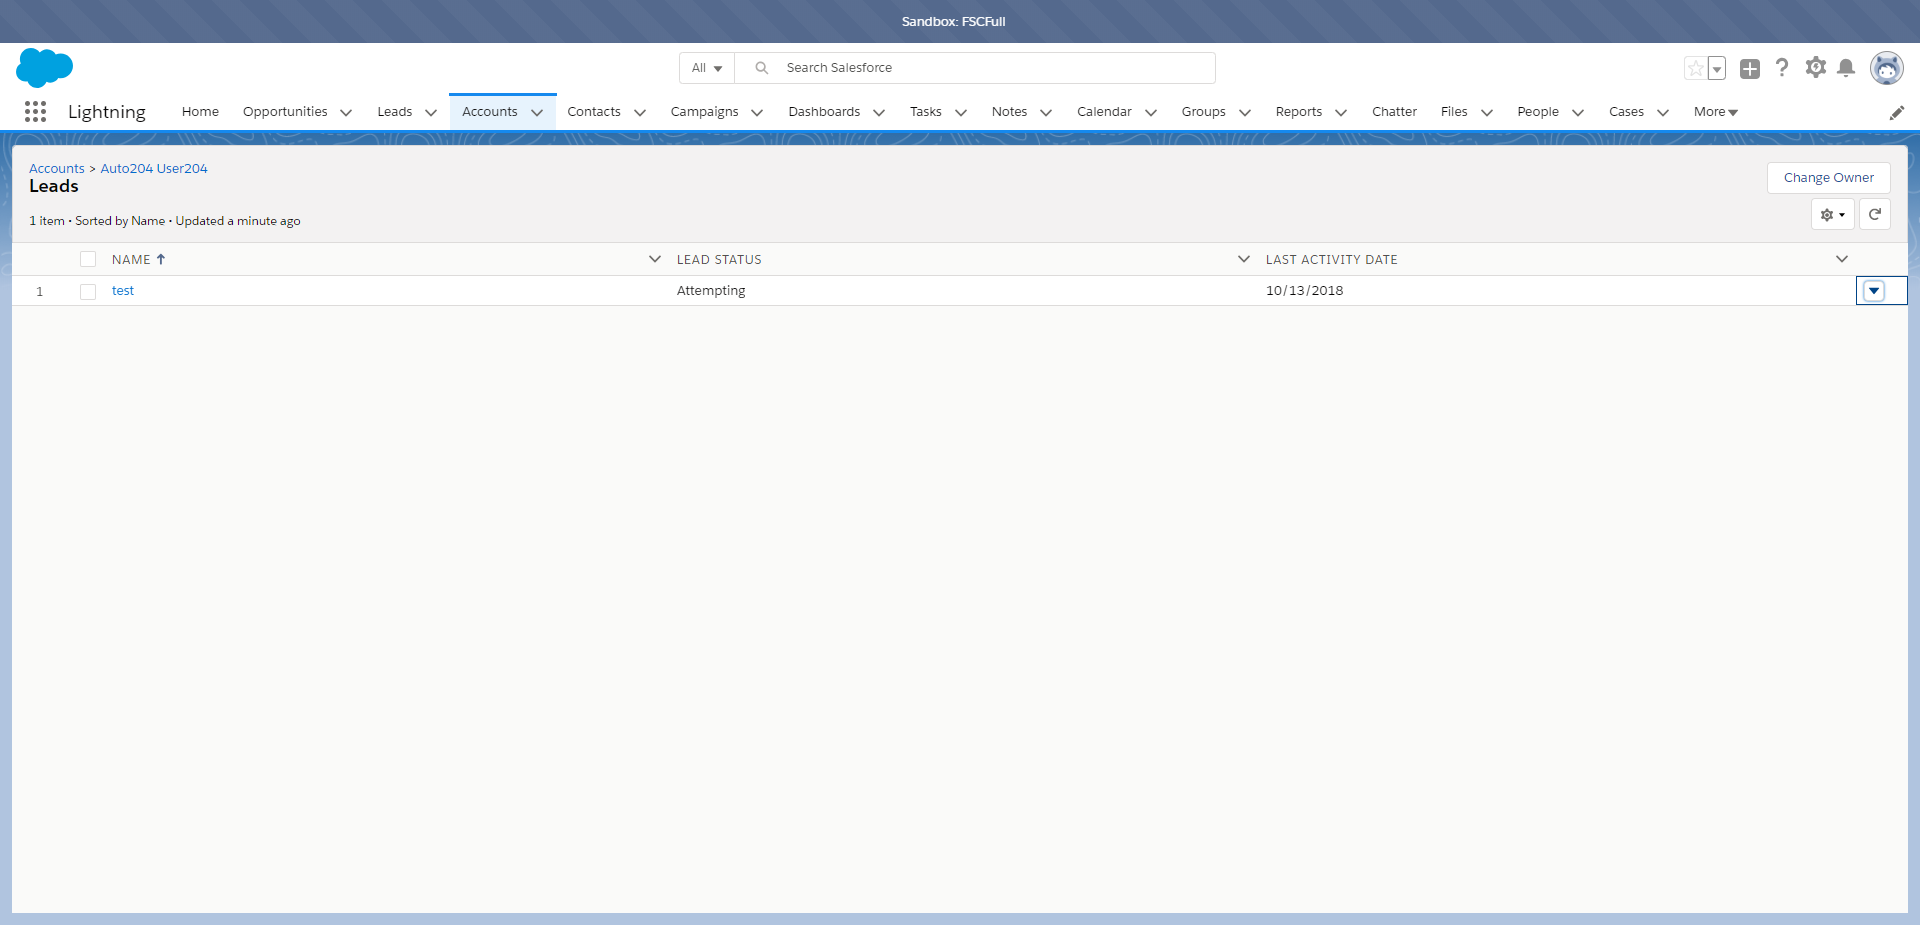 Sandbox: FSCFull
All
Search Salesforce
Lightning
Home Opportunities Leads Accounts Contacts Campaigns Dashboards Tasks Notes Calendar Groups Reports Chatter Files People Cases More
Accounts > Auto204 User204
Leads
Change Owner
1 item • Sorted by Name • Updated a minute ago
NAME LEAD STATUS LAST ACTIVITY DATE
1 test Attempting 10/13/2018